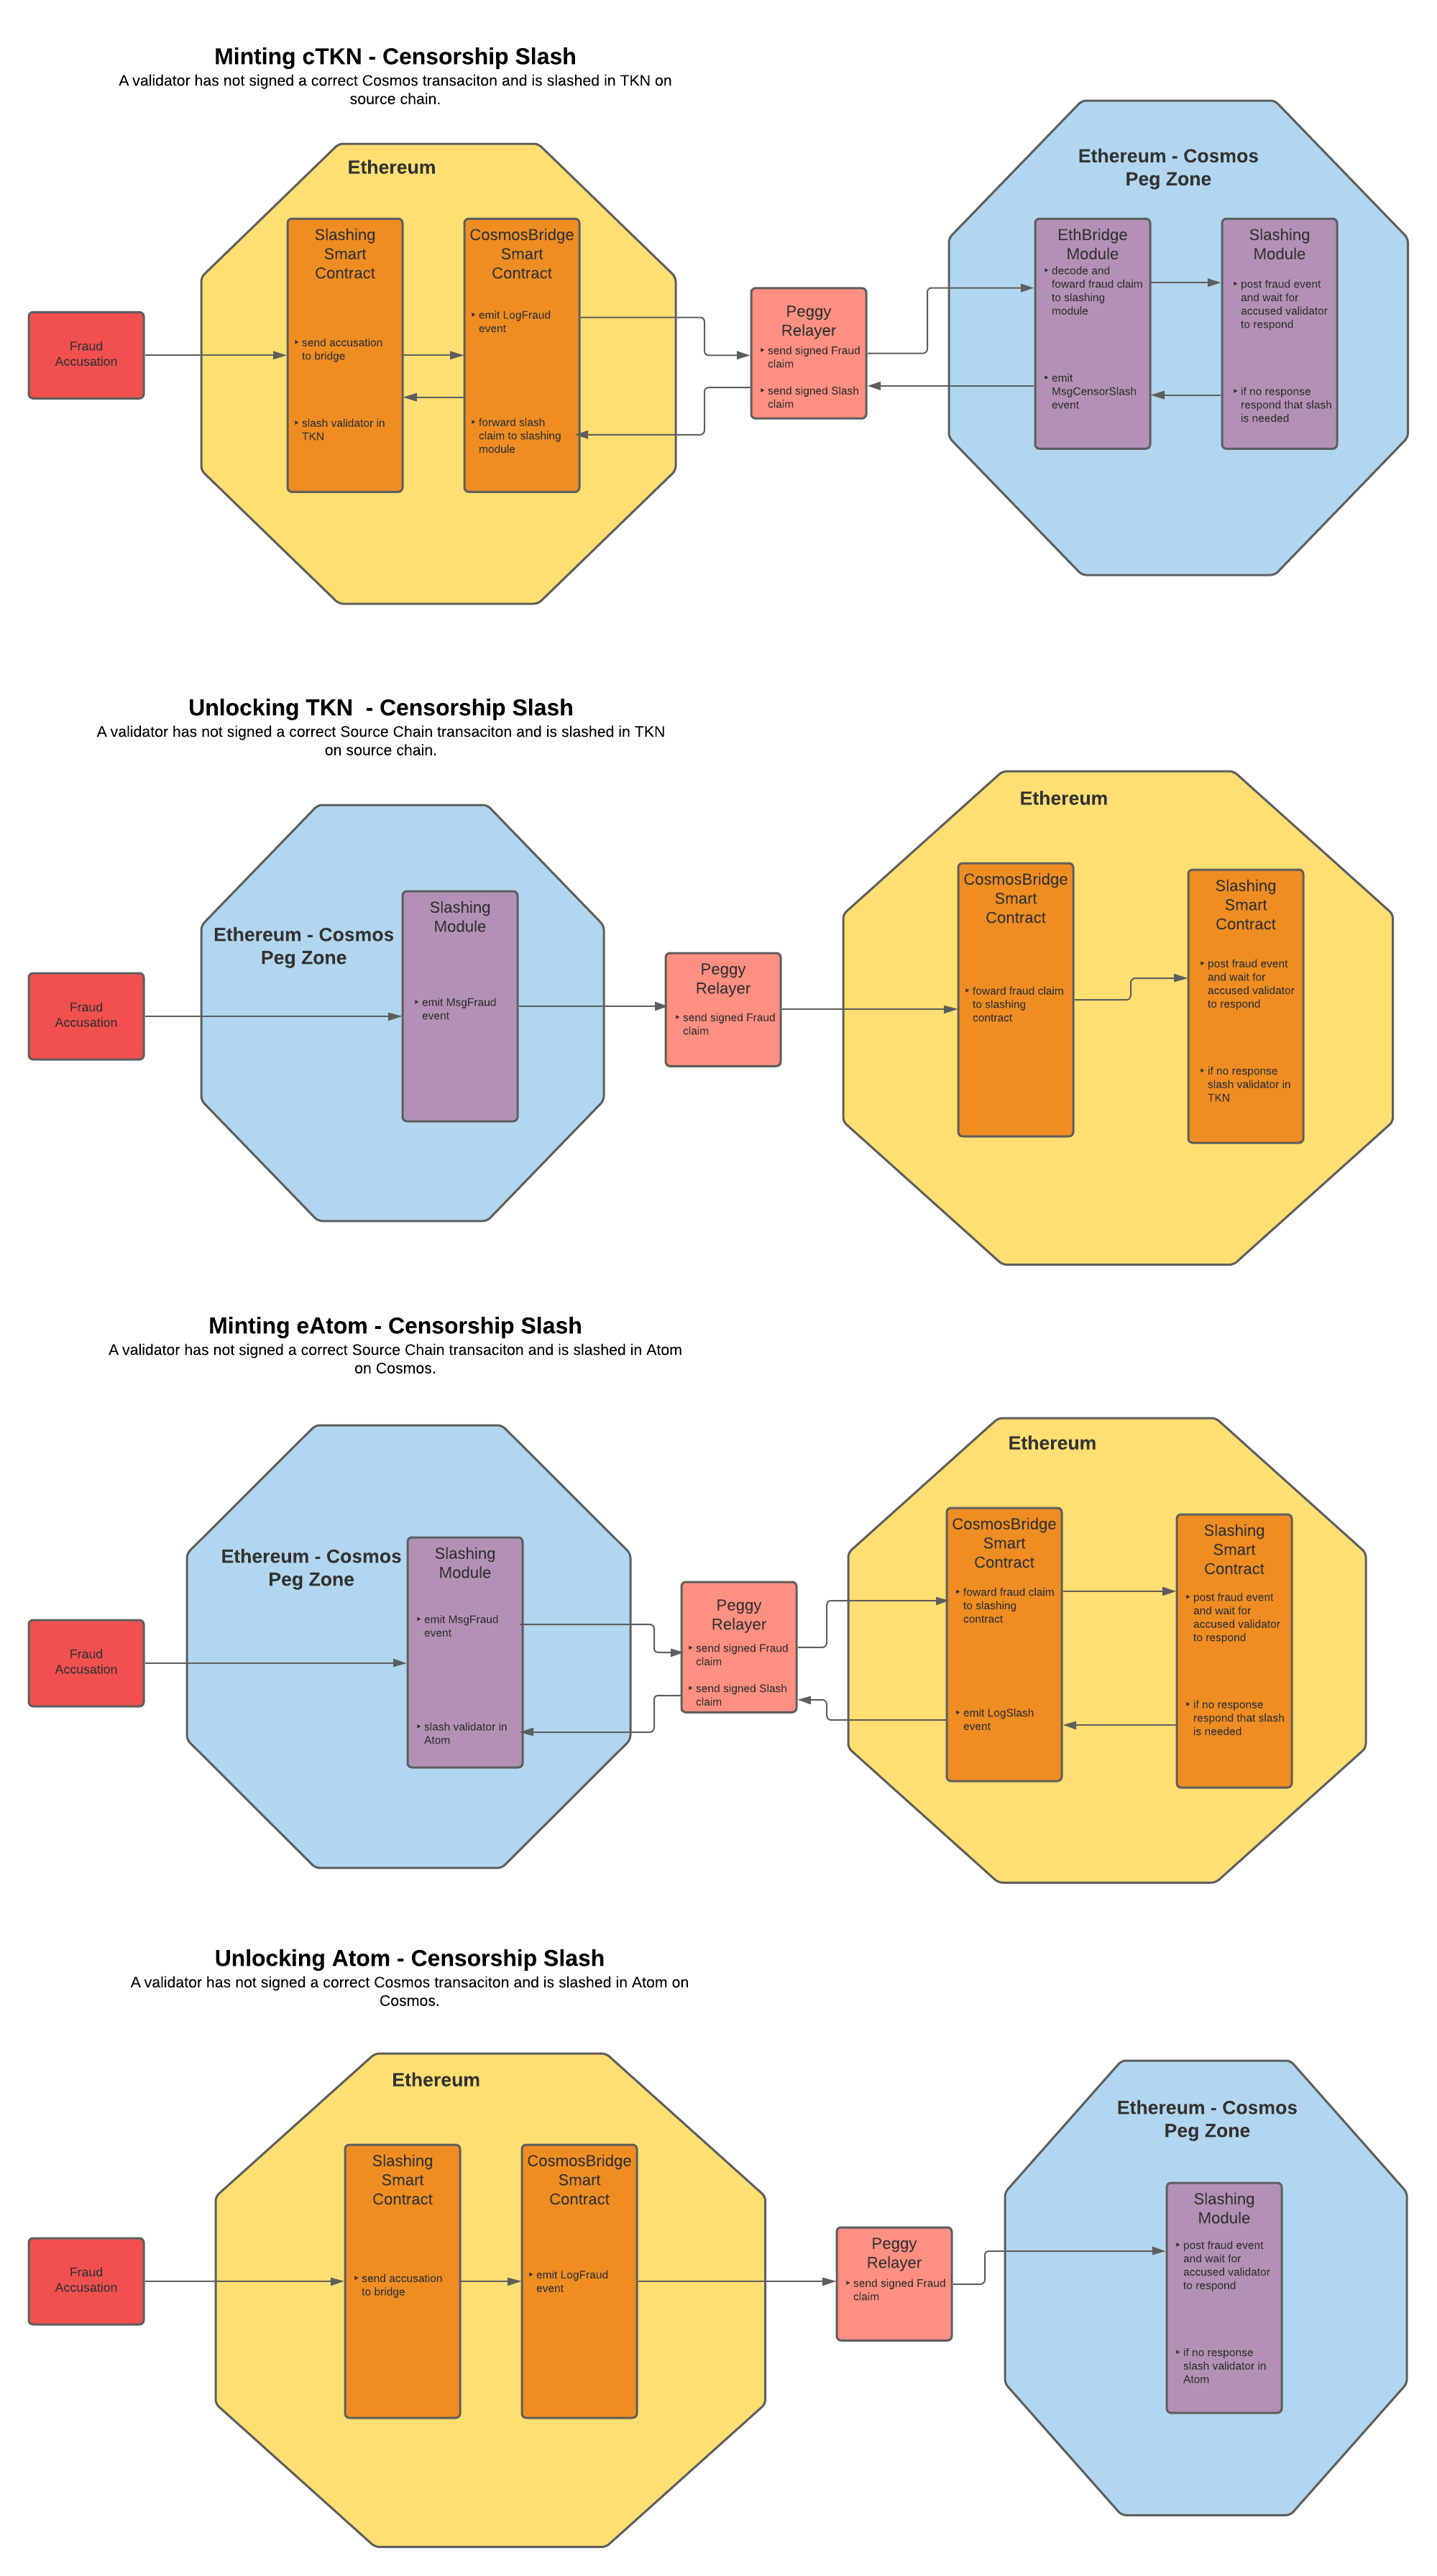 Minting cTKN - Censorship Slash
A validator has not signed a correct Cosmos transaciton and is slashed in TKN on
source chain.
Ethereum
Ethereum - Cosmos
Peg Zone
Fraud
Accusation
Slashing
Smart
Contract
‣ send accusation
to bridge
‣ slash validator in
TKN
CosmosBridge
Smart
Contract
‣ emit LogFraud
event
‣ forward slash
claim to slashing
module
Peggy
Relayer
‣ send signed Fraud
claim
‣ send signed Slash
claim
EthBridge
Module
‣ decode and
foward fraud claim
to slashing
module
‣ emit
MsgCensorSlash
event
Slashing
Module
‣ post fraud event
and wait for
accused validator
to respond
‣ if no response
respond that slash
is needed
Unlocking TKN  - Censorship Slash
A validator has not signed a correct Source Chain transaciton and is slashed in TKN
on source chain.
Fraud
Accusation
Ethereum - Cosmos
Peg Zone
Slashing
Module
‣ emit MsgFraud
event
Peggy
Relayer
‣ send signed Fraud
claim
Ethereum
CosmosBridge
Smart
Contract
‣ foward fraud claim
to slashing
contract
Slashing
Smart
Contract
‣ post fraud event
and wait for
accused validator
to respond
‣ if no response
slash validator in
TKN
Minting eAtom - Censorship Slash
A validator has not signed a correct Source Chain transaciton and is slashed in Atom
on Cosmos.
Fraud
Accusation
Ethereum - Cosmos
Peg Zone
Slashing
Module
‣ emit MsgFraud
event
‣ slash validator in
Atom
Peggy
Relayer
‣ send signed Fraud
claim
‣ send signed Slash
claim
Ethereum
CosmosBridge
Smart
Contract
‣ foward fraud claim
to slashing
contract
‣ emit LogSlash
event
Slashing
Smart
Contract
‣ post fraud event
and wait for
accused validator
to respond
‣ if no response
respond that slash
is needed
Unlocking Atom - Censorship Slash
A validator has not signed a correct Cosmos transaciton and is slashed in Atom on
Cosmos.
Fraud
Accusation
Ethereum
Slashing
Smart
Contract
‣ send accusation
to bridge
CosmosBridge
Smart
Contract
‣ emit LogFraud
event
Peggy
Relayer
‣ send signed Fraud
claim
Ethereum - Cosmos
Peg Zone
Slashing
Module
‣ post fraud event
and wait for
accused validator
to respond
‣ if no response
slash validator in
Atom